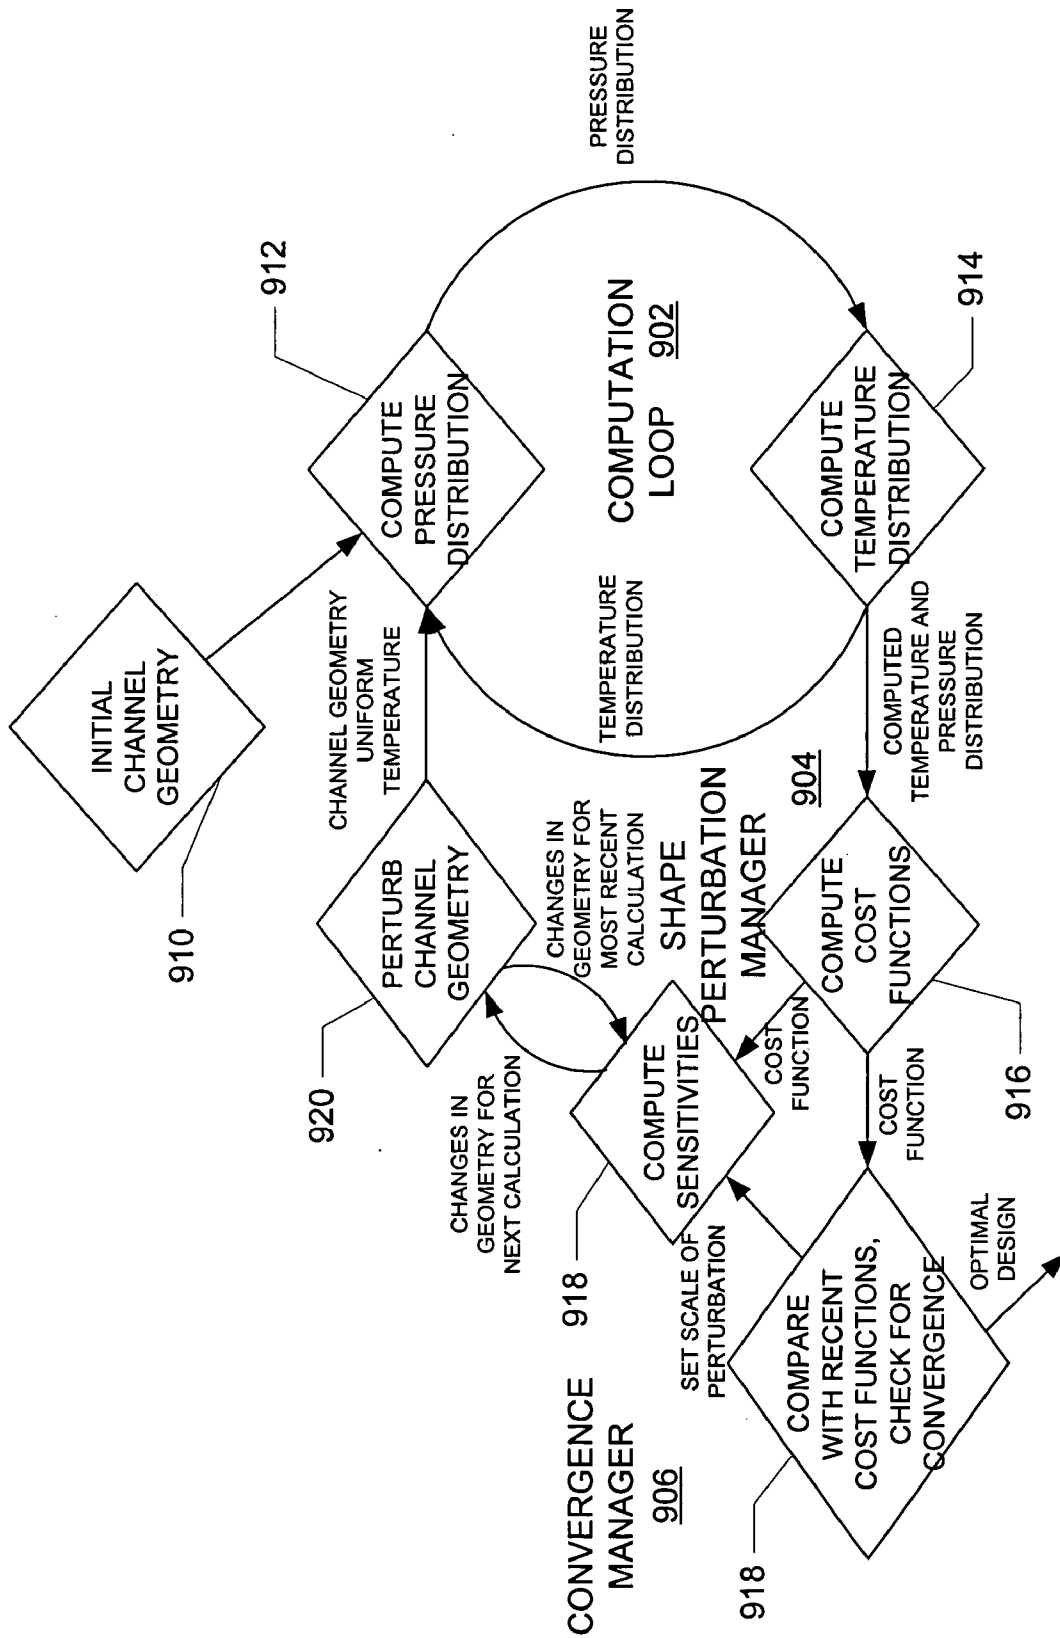 INITIAL
CHANNEL
GEOMETRY
910
912
COMPUTE
PRESSURE
DISTRIBUTION
PRESSURE
DISTRIBUTION
CHANNEL GEOMETRY
UNIFORM
TEMPERATURE
920
PERTURB
CHANNEL
GEOMETRY
COMPUTATION
LOOP 902
TEMPERATURE
DISTRIBUTION
CHANGES IN
GEOMETRY FOR
MOST RECENT
CALCULATION
CHANGES IN
GEOMETRY FOR
NEXT CALCULATION
SHAPE
PERTURBATION
MANAGER
904
918
COMPUTE
SENSITIVITIES
COMPUTE
TEMPERATURE
DISTRIBUTION
914
COMPUTED
TEMPERATURE AND
PRESSURE
DISTRIBUTION
COMPUTE
COST
FUNCTIONS
916
COST
FUNCTION
COST
FUNCTION
CONVERGENCE
MANAGER
906
SET SCALE OF
PERTURBATION
COMPARE
WITH RECENT
COST FUNCTIONS,
CHECK FOR
CONVERGENCE
918
OPTIMAL
DESIGN